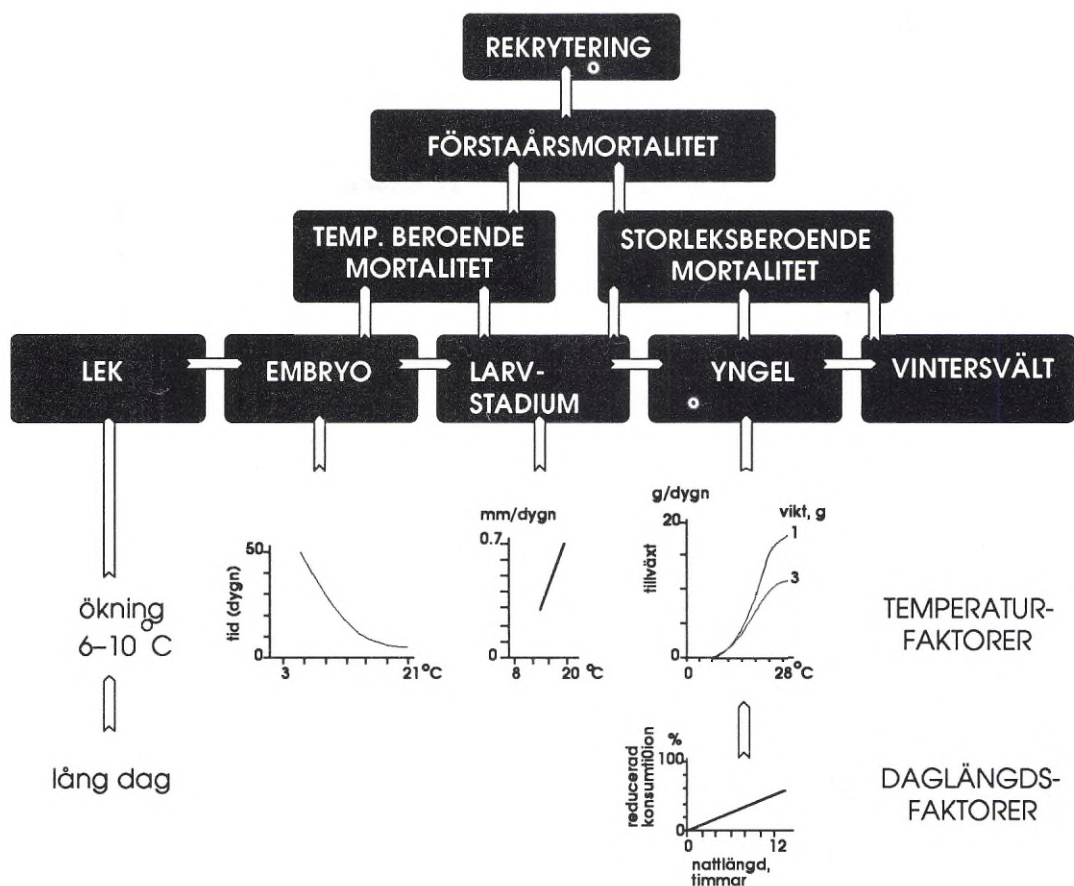 REKRYTERING
FÖRSTAÅRSMORTALITET
TEMP. BEROENDE
MORTALITET
STORLEKSBEROENDE
MORTALITET
LEK
EMBRYO
LARV-
STADIUM
YNGEL
VINTERSVÄLT
ökning
6–10 °C
lång dag
tid (dygn)
50
0
3
21 °C
mm/dygn
0.7
0
8
20 °C
g/dygn
vikt, g
20
1
3
tillväxt
0
0
28 °C
TEMPERATUR-
FAKTORER
reducerad
konsumti0ion
%
100
0
0
12
nattlängd,
timmar
DAGLÄNGDS-
FAKTORER